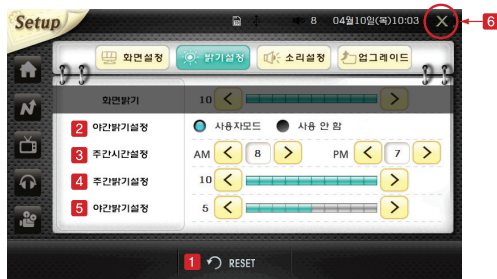 Setup
8 04월10일(목)10:03
6
화면설정 밝기설정 소리설정 업그레이드
화면밝기 10
2 야간밝기설정 사용자모드 사용 안 함
3 주간시간설정 AM 8 PM 7
4 주간밝기설정 10
5 야간밝기설정 5
1 RESET